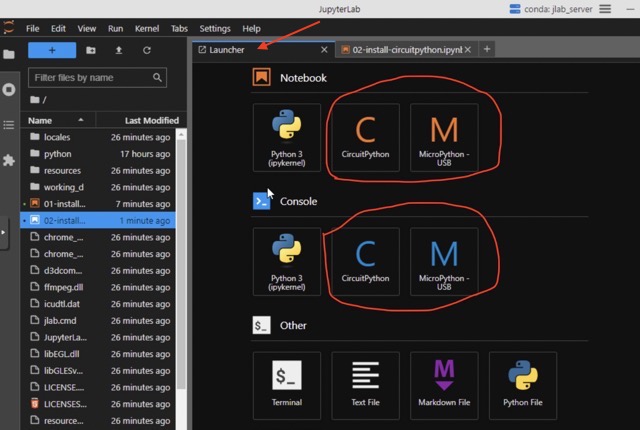 JupyterLab
conda: jlab_server
File Edit View Run Kernel Tabs Settings Help
+
Launcher
02-install-circuitpython.ipynl
Filter files by name
/
Name Last Modified
locales 26 minutes ago
python 17 hours ago
resources 26 minutes ago
working_d 26 minutes ago
01-install... 7 minutes ago
02-install... 1 minute ago
chrome_... 26 minutes ago
chrome_... 26 minutes ago
d3dcom... 26 minutes ago
ffmpeg.dll 26 minutes ago
icudtl.dat 26 minutes ago
jlab.cmd 26 minutes ago
JupyterLa... 26 minutes ago
libEGL.dll 26 minutes ago
libGLESv... 26 minutes ago
LICENSE.... 26 minutes ago
LICENSES... 26 minutes ago
resource... 26 minutes ago
Notebook
Python 3
(ipykernel)
C
CircuitPython
M
MicroPython -
USB
Console
Python 3
(ipykernel)
C
CircuitPython
M
MicroPython -
USB
$_ Other
$_
Terminal
Text File
M
Markdown File
Python File